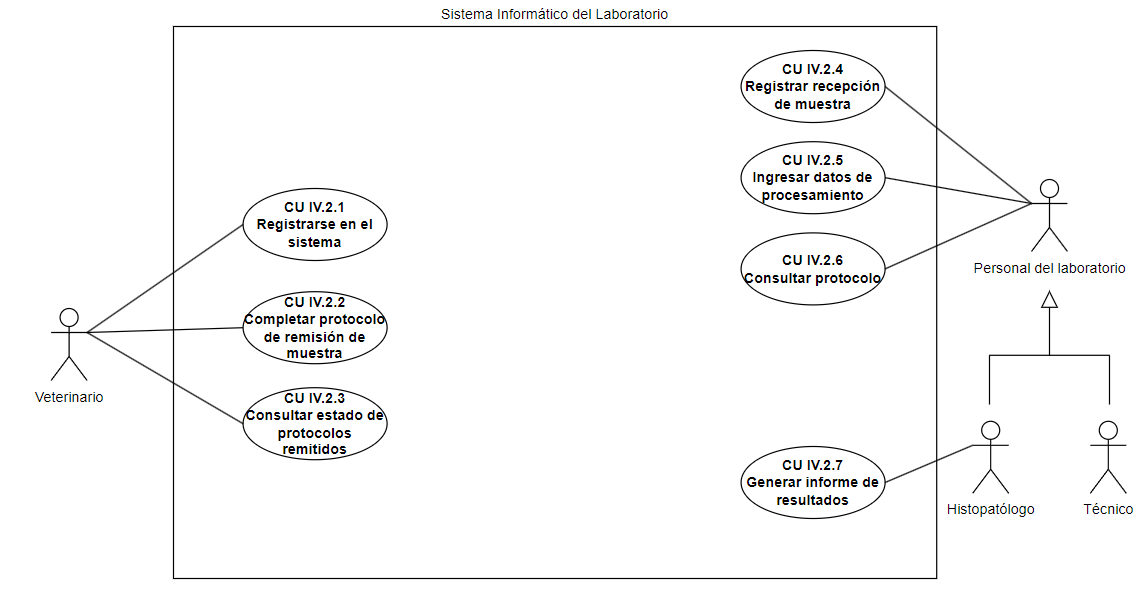 Sistema Informático del Laboratorio
CU IV.2.4
Registrar recepción
de muestra
CU IV.2.5
Ingresar datos de
procesamiento
CU IV.2.1
Registrarse en el
sistema
CU IV.2.6
Consultar protocolo
Personal del laboratorio
CU IV.2.2
Completar protocolo
de remisión de
muestra
Veterinario
CU IV.2.3
Consultar estado de
protocolos
remitidos
CU IV.2.7
Generar informe de
resultados
Histopatólogo
Técnico